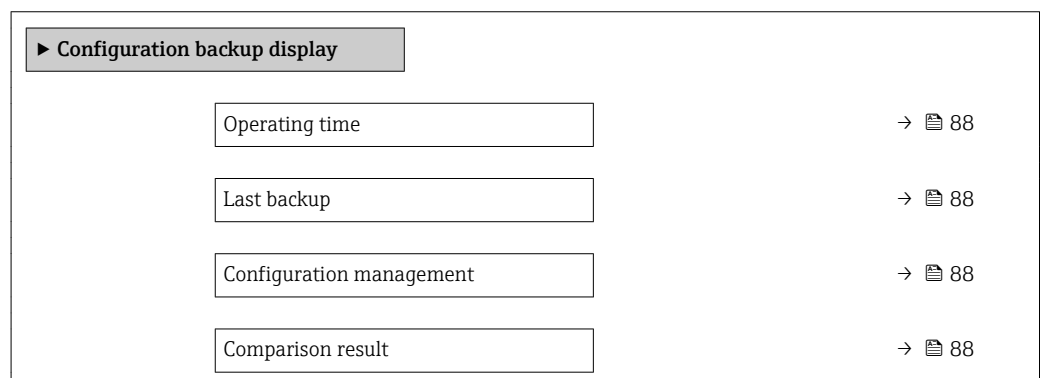 ▶ Configuration backup display
Operating time → 88
Last backup → 88
Configuration management → 88
Comparison result → 88